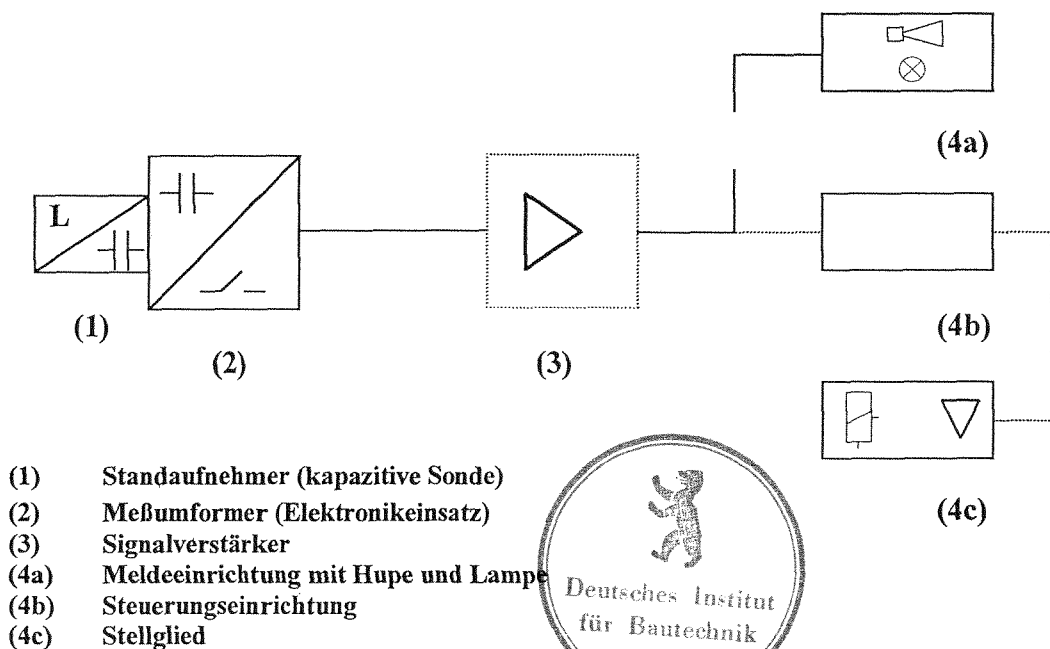 (4a)
L
(1)
(2)
(3)
(4b)
(4c)
(1) Standaufnehmer (kapazitive Sonde)
(2) Meßumformer (Elektronikeinsatz)
(3) Signalverstärker
(4a) Meldeeinrichtung mit Hupe und Lampe
(4b) Steuerungseinrichtung
(4c) Stellglied
Deutsches Institut
für Bautechnik